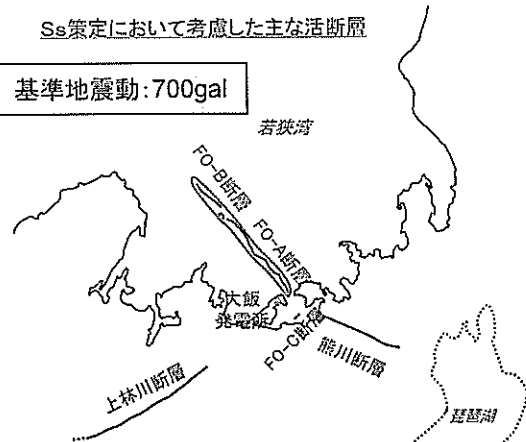 Ss策定において考慮した主な活断層
基準地震動:700gal
若狭湾
FO-B断層
FO-A断層
大飯
発電所
FO-C断層
熊川断層
上林川断層
琵琶湖